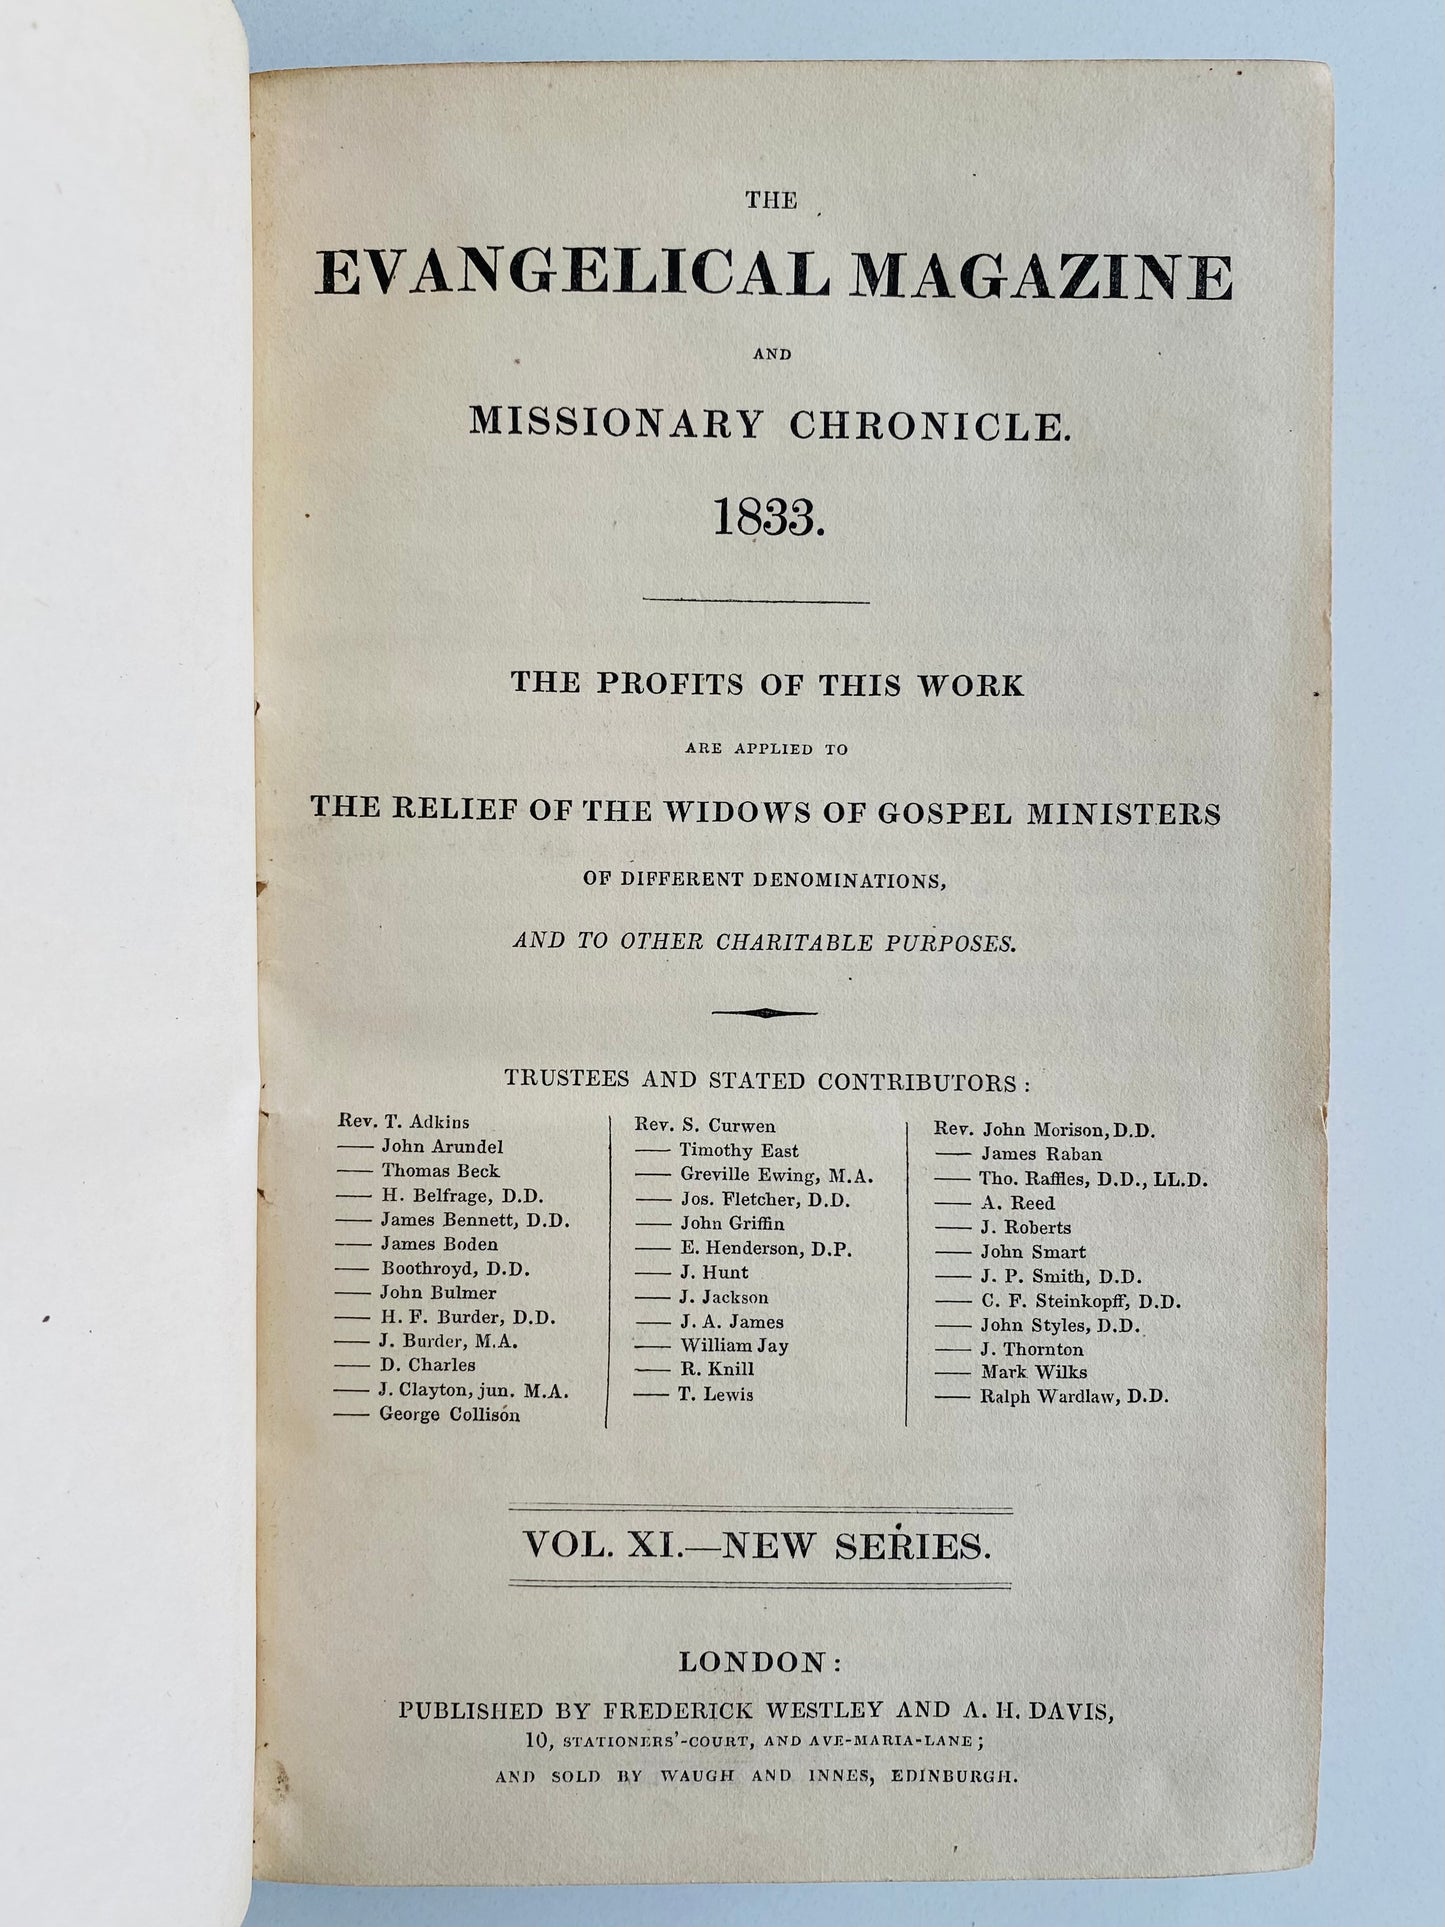 THE
EVANGELICAL MAGAZINE
AND
MISSIONARY CHRONICLE.
1833.
THE PROFITS OF THIS WORK
ARE APPLIED TO
THE RELIEF OF THE WIDOWS OF GOSPEL MINISTERS
OF DIFFERENT DENOMINATIONS,
AND TO OTHER CHARITABLE PURPOSES.
TRUSTEES AND STATED CONTRIBUTORS:
Rev. T. Adkins
—— John Arundel
—— Thomas Beck
—— H. Belfrage, D.D.
—— James Bennett, D.D.
—— James Boden
—— Boothroyd, D.D.
—— John Bulmer
—— H. F. Burder, D.D.
—— J. Burder, M.A.
—— D. Charles
—— J. Clayton, jun. M.A.
—— George Collison
Rev. S. Curwen
—— Timothy East
—— Greville Ewing, M.A.
—— Jos. Fletcher, D.D.
—— John Griffin
—— E. Henderson, D.P.
—— J. Hunt
—— J. Jackson
—— J. A. James
—— William Jay
—— R. Knill
—— T. Lewis
Rev. John Morison, D.D.
—— James Raban
—— Tho. Raffles, D.D., LL.D.
—— A. Reed
—— J. Roberts
—— John Smart
—— J. P. Smith, D.D.
—— C. F. Steinkopff, D.D.
—— John Styles, D.D.
—— J. Thornton
—— Mark Wilks
—— Ralph Wardlaw, D.D.
VOL. XI.—NEW SERIES.
LONDON:
PUBLISHED BY FREDERICK WESTLEY AND A. H. DAVIS,
10, STATIONERS'-COURT, AND AVE-MARIA-LANE;
AND SOLD BY WAUGH AND INNES, EDINBURGH.